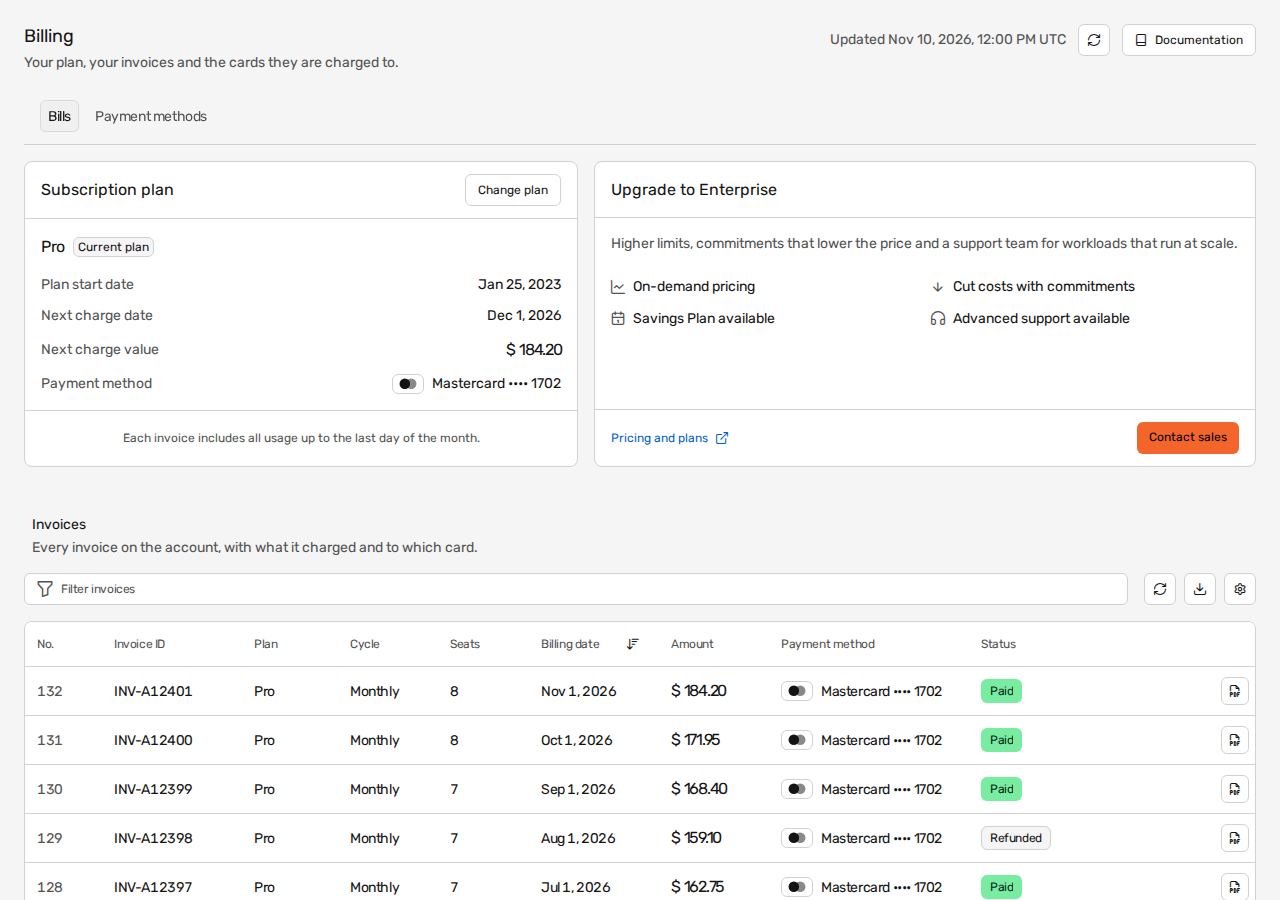 Billing
Updated Nov 10, 2026, 12:00 PM UTC
Documentation
Your plan, your invoices and the cards they are charged to.
Bills
Payment methods
Subscription plan
Change plan
Pro
Current plan
Plan start date
Jan 25, 2023
Next charge date
Dec 1, 2026
Next charge value
$ 184.20
Payment method
Mastercard •••• 1702
Each invoice includes all usage up to the last day of the month.
Upgrade to Enterprise
Higher limits, commitments that lower the price and a support team for workloads that run at scale.
On-demand pricing
Cut costs with commitments
Savings Plan available
Advanced support available
Pricing and plans
Contact sales
Invoices
Every invoice on the account, with what it charged and to which card.
Filter invoices
No. Invoice ID Plan Cycle Seats Billing date Amount Payment method Status
132 INV-A12401 Pro Monthly 8 Nov 1, 2026 $ 184.20 Mastercard •••• 1702 Paid PDF
131 INV-A12400 Pro Monthly 8 Oct 1, 2026 $ 171.95 Mastercard •••• 1702 Paid PDF
130 INV-A12399 Pro Monthly 7 Sep 1, 2026 $ 168.40 Mastercard •••• 1702 Paid PDF
129 INV-A12398 Pro Monthly 7 Aug 1, 2026 $ 159.10 Mastercard •••• 1702 Refunded PDF
128 INV-A12397 Pro Monthly 7 Jul 1, 2026 $ 162.75 Mastercard •••• 1702 Paid PDF